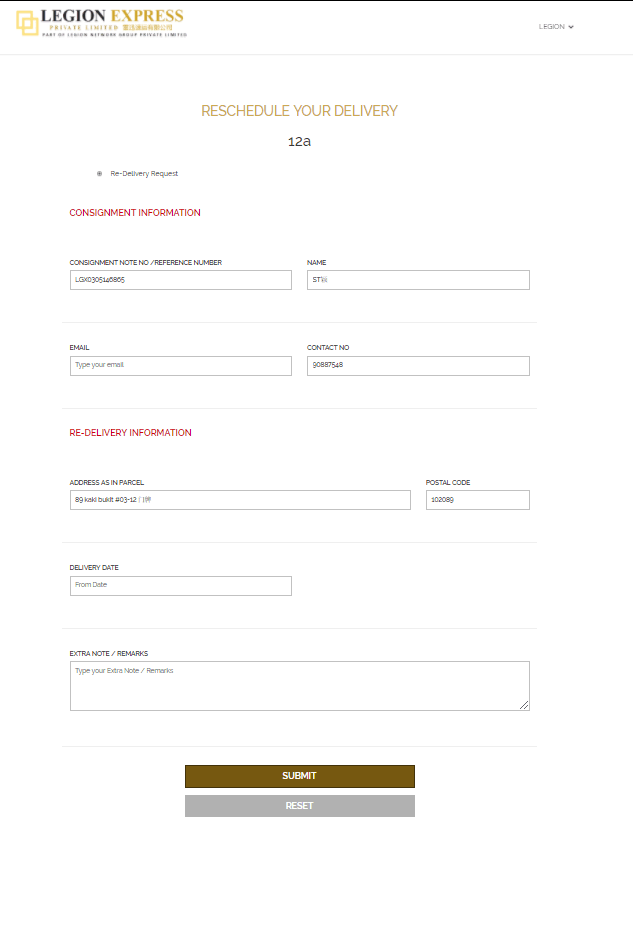 LEGION EXPRESS
PRIVATE LIMITED
PART OF LEGION NETWORK GROUP PRIVATE LIMITED
LEGION
RESCHEDULE YOUR DELIVERY
12a
Re-Delivery Request
CONSIGNMENT INFORMATION
CONSIGNMENT NOTE NO /REFERENCE NUMBER NAME
LGX0305146865 ST
EMAIL CONTACT NO
Type your email 90887548
RE-DELIVERY INFORMATION
ADDRESS AS IN PARCEL POSTAL CODE
89 kaki bukit #03-12 门牌 102089
DELIVERY DATE
From Date
EXTRA NOTE / REMARKS
Type your Extra Note / Remarks
SUBMIT
RESET